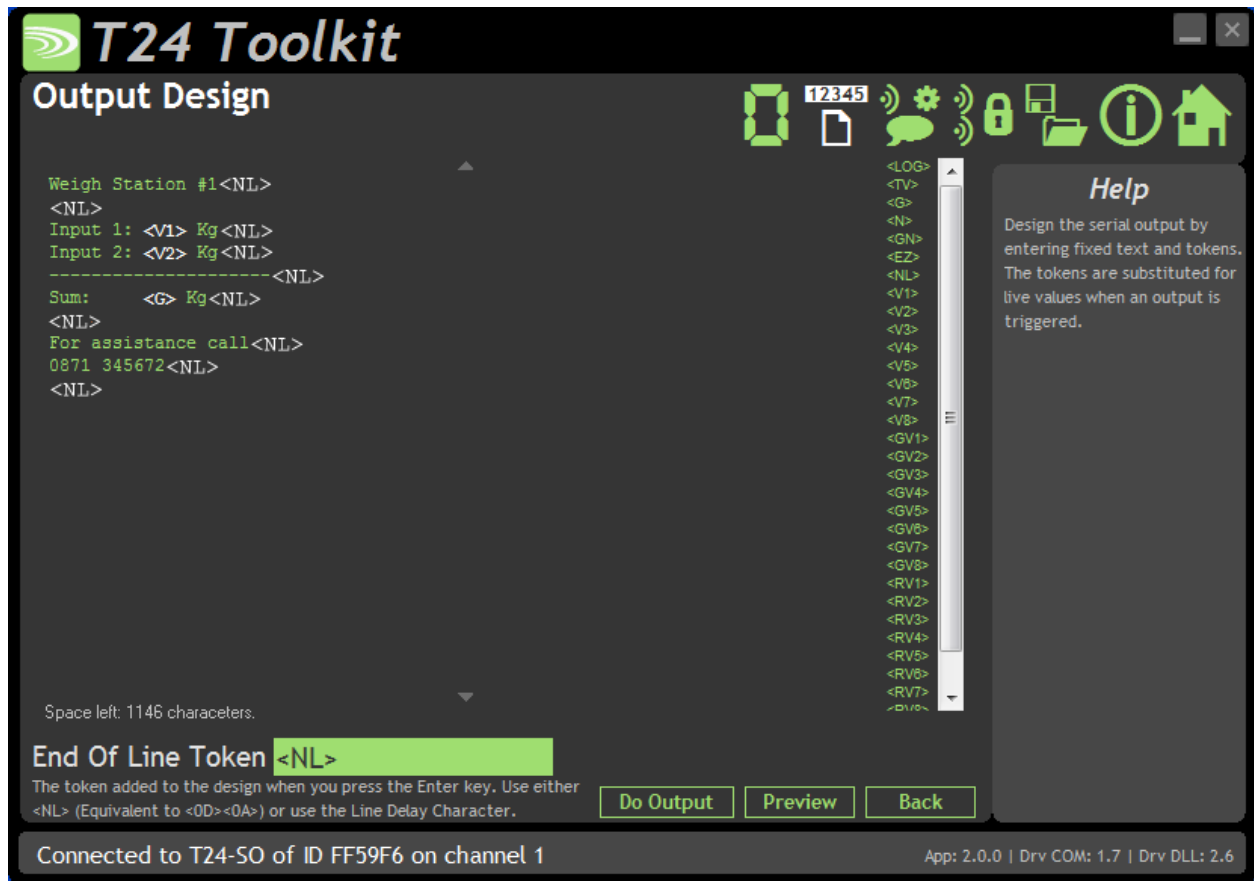 T24 Toolkit
Output Design
12345
Weigh Station #1<NL>
<NL>
Input 1: <V1> Kg<NL>
Input 2: <V2> Kg<NL>
---------------------<NL>
Sum:     <G> Kg<NL>
<NL>
For assistance call<NL>
0871 345672<NL>
<NL>
Space left: 1146 characeters.
<LOG>
<TV>
<G>
<N>
<GN>
<EZ>
<NL>
<V1>
<V2>
<V3>
<V4>
<V5>
<V6>
<V7>
<V8>
<GV1>
<GV2>
<GV3>
<GV4>
<GV5>
<GV6>
<GV7>
<GV8>
<RV1>
<RV2>
<RV3>
<RV4>
<RV5>
<RV6>
<RV7>
<RV8>
Help
Design the serial output by
entering fixed text and tokens.
The tokens are substituted for
live values when an output is
triggered.
End Of Line Token <NL>
The token added to the design when you press the Enter key. Use either
<NL> (Equivalent to <0D><0A>) or use the Line Delay Character.
Do Output
Preview
Back
Connected to T24-SO of ID FF59F6 on channel 1
App: 2.0.0 | Drv COM: 1.7 | Drv DLL: 2.6